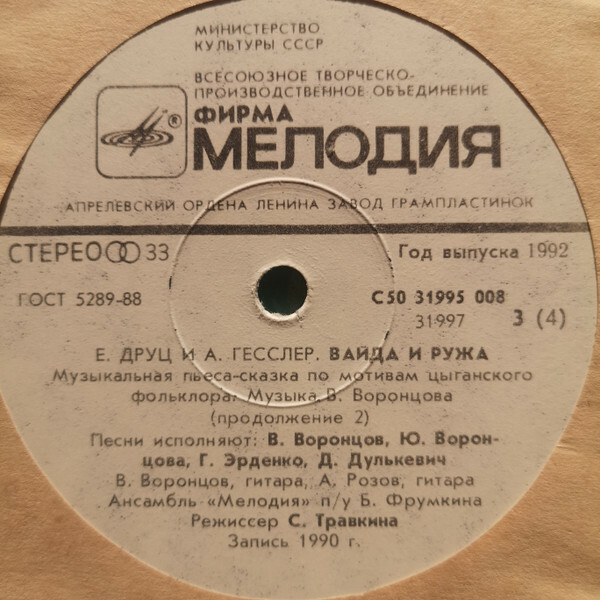 МИНИСТЕРСТВО
КУЛЬТУРЫ СССР
ВСЕСОЮЗНОЕ ТВОРЧЕСКО-
ПРОИЗВОДСТВЕННОЕ ОБЪЕДИНЕНИЕ
ФИРМА
® МЕЛОДИЯ
АПРЕЛЕВСКИЙ ОРДЕНА ЛЕНИНА ЗАВОД ГРАМПЛАСТИНОК
СТЕРЕО 33 Год выпуска 1992
ГОСТ 5289-88 С50 31995 008
31997 3 (4)
Е. ДРУЦ И А. ГЕССЛЕР. ВАЙДА И РУЖА
Музыкальная пьеса-сказка по мотивам цыганского
фольклора. Музыка В. Воронцова
(продолжение 2)
Песни исполняют: В. Воронцов, Ю. Ворон-
цова, Г. Эрденко, Д. Дулькевич
В. Воронцов, гитара, А. Розов, гитара
Ансамбль «Мелодия» п/у Б. Фрумкина
Режиссер С. Травкина
Запись 1990 г.